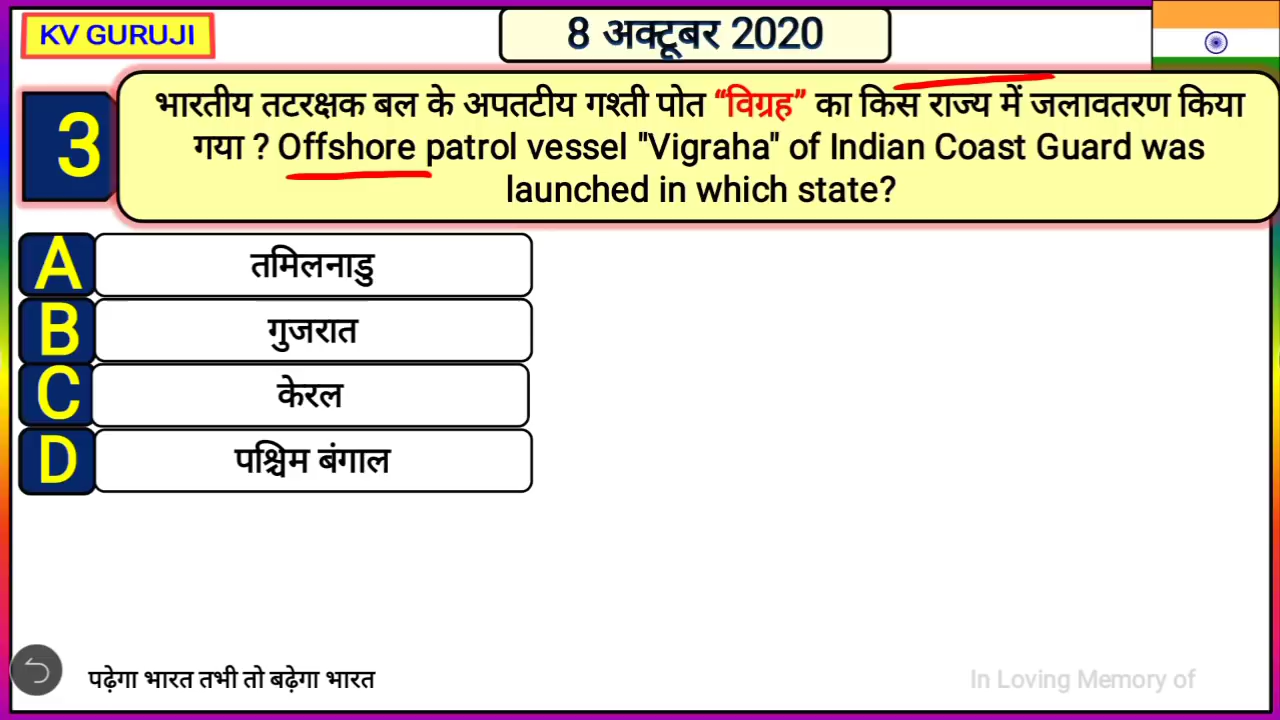 KV GURUJI
8 अक्टूबर 2020
3
भारतीय तटरक्षक बल के अपतटीय गश्ती पोत “विग्रह” का किस राज्य में जलावतरण किया
गया ? Offshore patrol vessel "Vigraha" of Indian Coast Guard was
launched in which state?
A तमिलनाडु
B गुजरात
C केरल
D पश्चिम बंगाल
पढ़ेगा भारत तभी तो बढ़ेगा भारत
In Loving Memory of